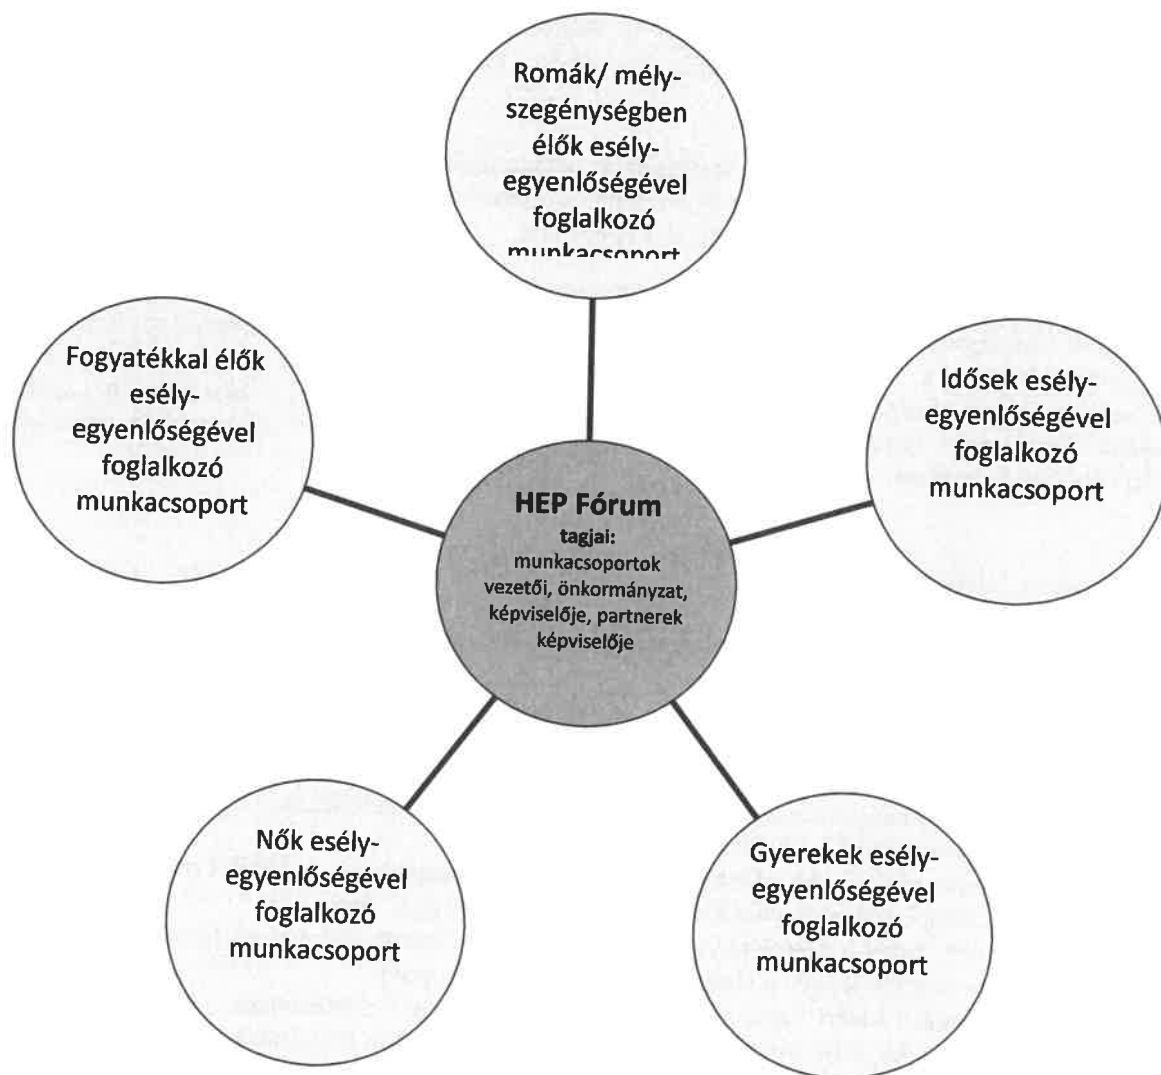 Romák/ mély-
szegénységben
élők esély-
egyenlőségével
foglalkozó
munkacsoport
Fogyatékkal élők
esély-
egyenlőségével
foglalkozó
munkacsoport
Idősek esély-
egyenlőségével
foglalkozó
munkacsoport
HEP Fórum
tagjai:
munkacsoportok
vezetői, önkormányzat,
képviselője, partnerek
képviselője
Nők esély-
egyenlőségével
foglalkozó
munkacsoport
Gyerekek esély-
egyenlőségével
foglalkozó
munkacsoport